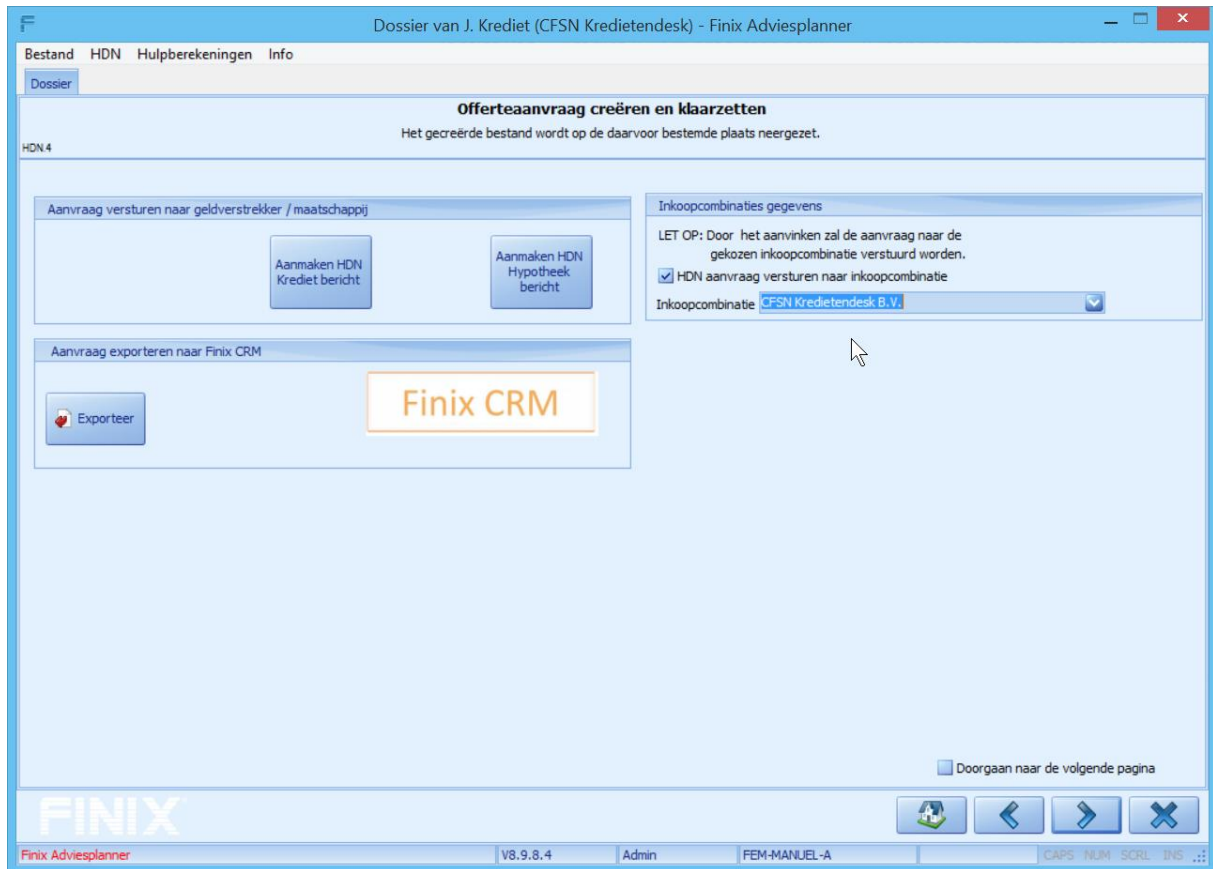 Dossier van J. Krediet (CFSN Kredietendesk) - Finix Adviesplanner
Bestand HDN Hulpberekeningen Info
Dossier
Offerteaanvraag creëren en klaarzetten
Het gecreërde bestand wordt op de daarvoor bestemde plaats neergezet.
HDN.4
Aanvraag versturen naar geldverstrekker / maatschappij
Aanmaken HDN
Krediet bericht
Aanmaken HDN
Hypotheek
bericht
Inkoopcombinaties gegevens
LET OP: Door het aanvinken zal de aanvraag naar de
gekozen inkoopcombinatie verstuurd worden.
HDN aanvraag versturen naar inkoopcombinatie
Inkoopcombinatie CFSN Kredietendesk B.V.
Aanvraag exporteren naar Finix CRM
Exporteer
Finix CRM
Doorgaan naar de volgende pagina
FINIX
Finix Adviesplanner V8.9.8.4 Admin FEM-MANUEL-A CAPS NUM SCRL INS